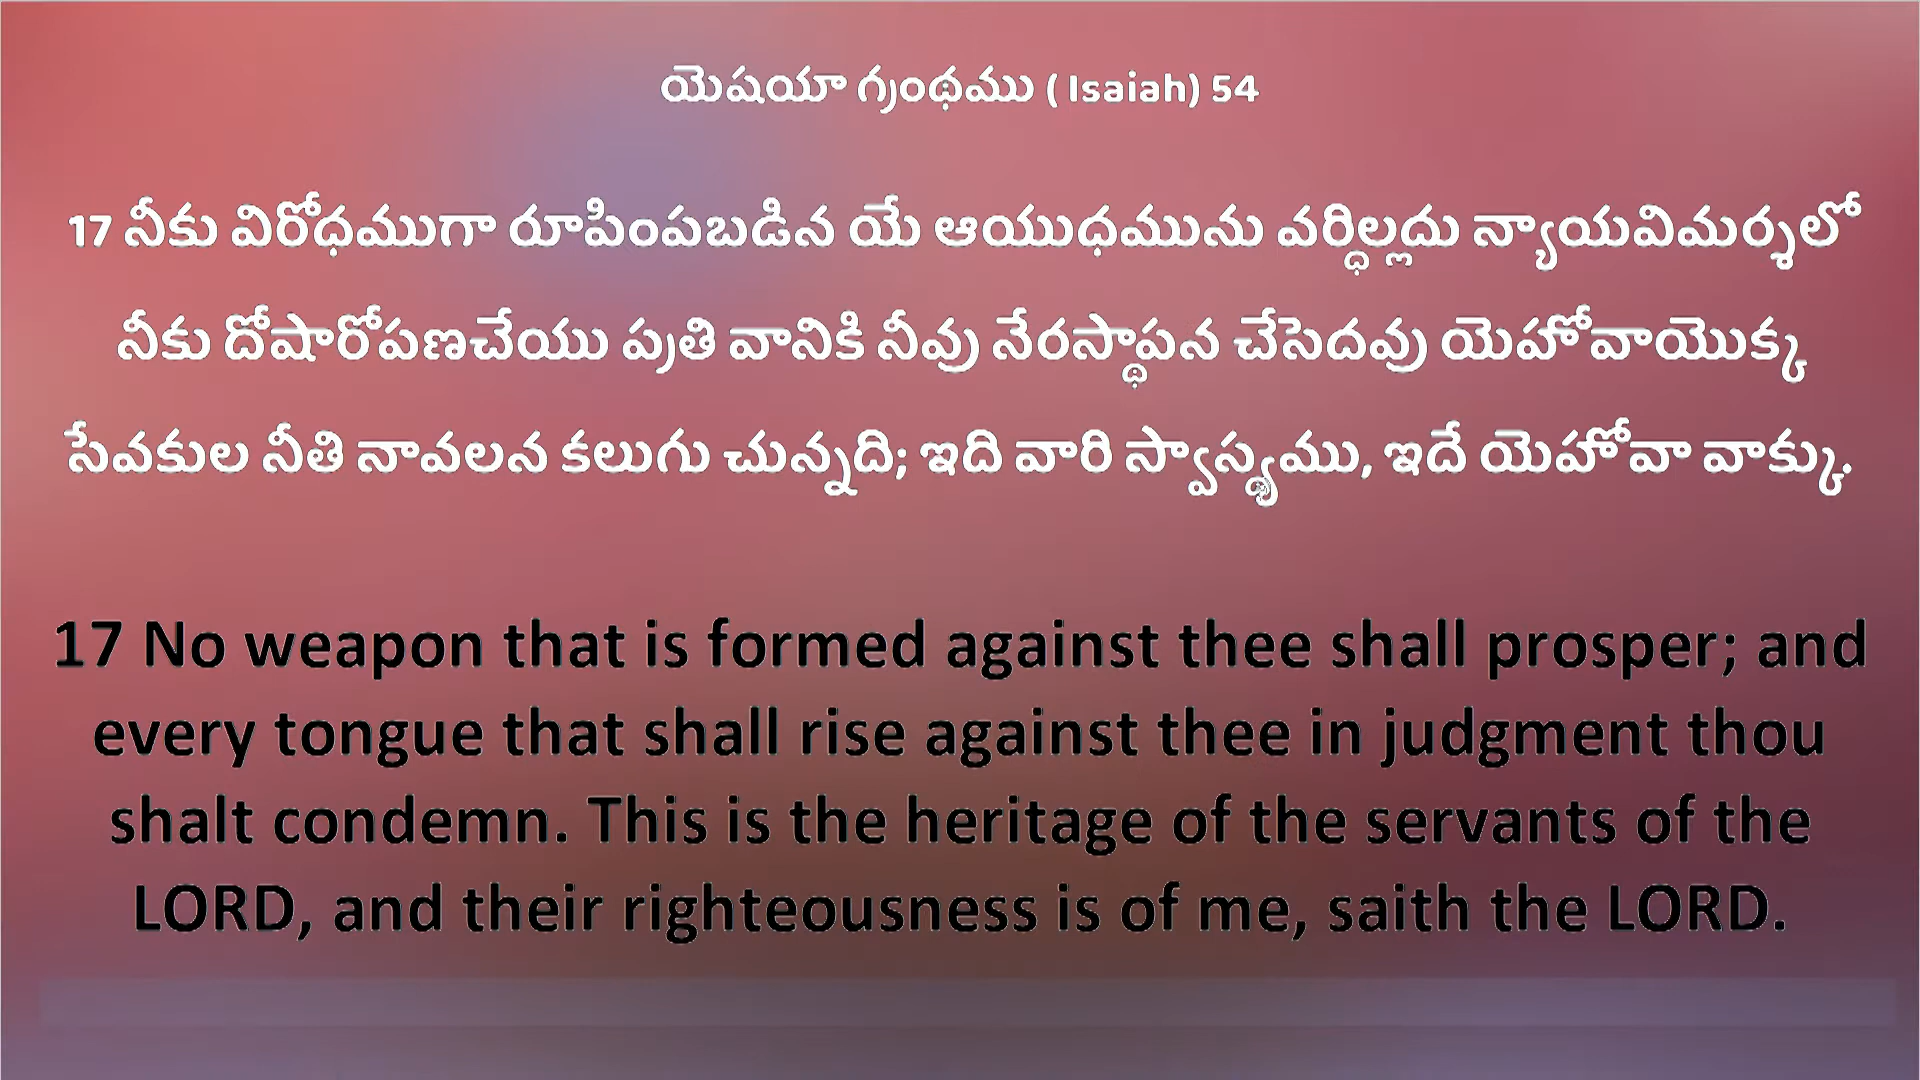 యెషయా గ్రంథము ( Isaiah) 54
17 నీకు విరోధముగా రూపింపబడిన యే ఆయుధమును వర్ధిల్లదు న్యాయవిమర్శలో
నీకు దోషారోపణచేయు ప్రతి వానికి నీవు నేరస్థాపన చేసెదవు యెహోవాయొక్క
సేవకుల నీతి నావలన కలుగు చున్నది; ఇది వారి స్వాస్థ్యము, ఇదే యెహోవా వాక్కు.
17 No weapon that is formed against thee shall prosper; and
every tongue that shall rise against thee in judgment thou
shalt condemn. This is the heritage of the servants of the
LORD, and their righteousness is of me, saith the LORD.